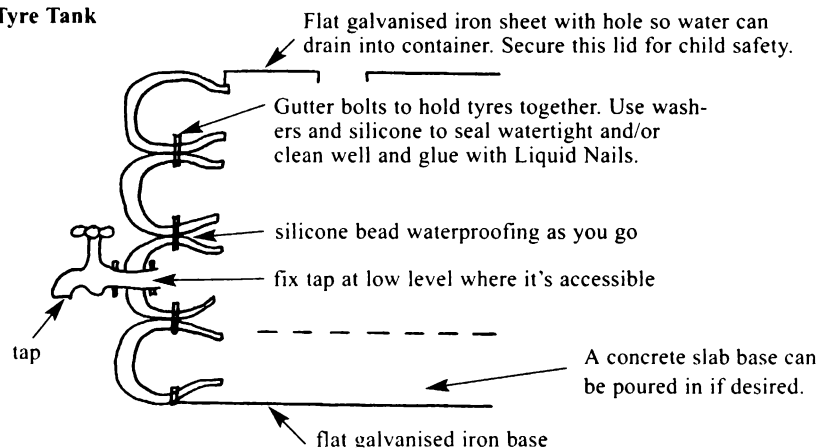 Tyre Tank
Flat galvanised iron sheet with hole so water can
drain into container. Secure this lid for child safety.
Gutter bolts to hold tyres together. Use wash-
ers and silicone to seal watertight and/or
clean well and glue with Liquid Nails.
silicone bead waterproofing as you go
fix tap at low level where it's accessible
tap
A concrete slab base can
be poured in if desired.
flat galvanised iron base